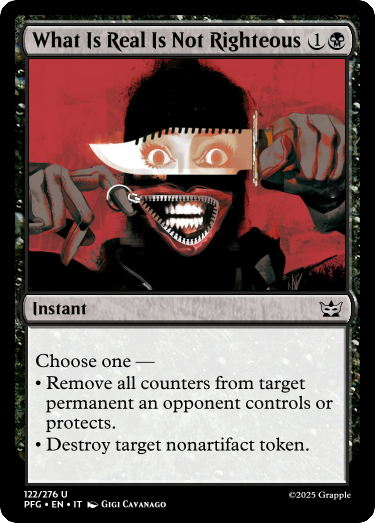 What Is Real Is Not Righteous 1
Instant
Choose one —
• Remove all counters from target
permanent an opponent controls or
protects.
• Destroy target nonartifact token.
122/276 U
PFG • EN • IT Gigi Cavanago
©2025 Grapple